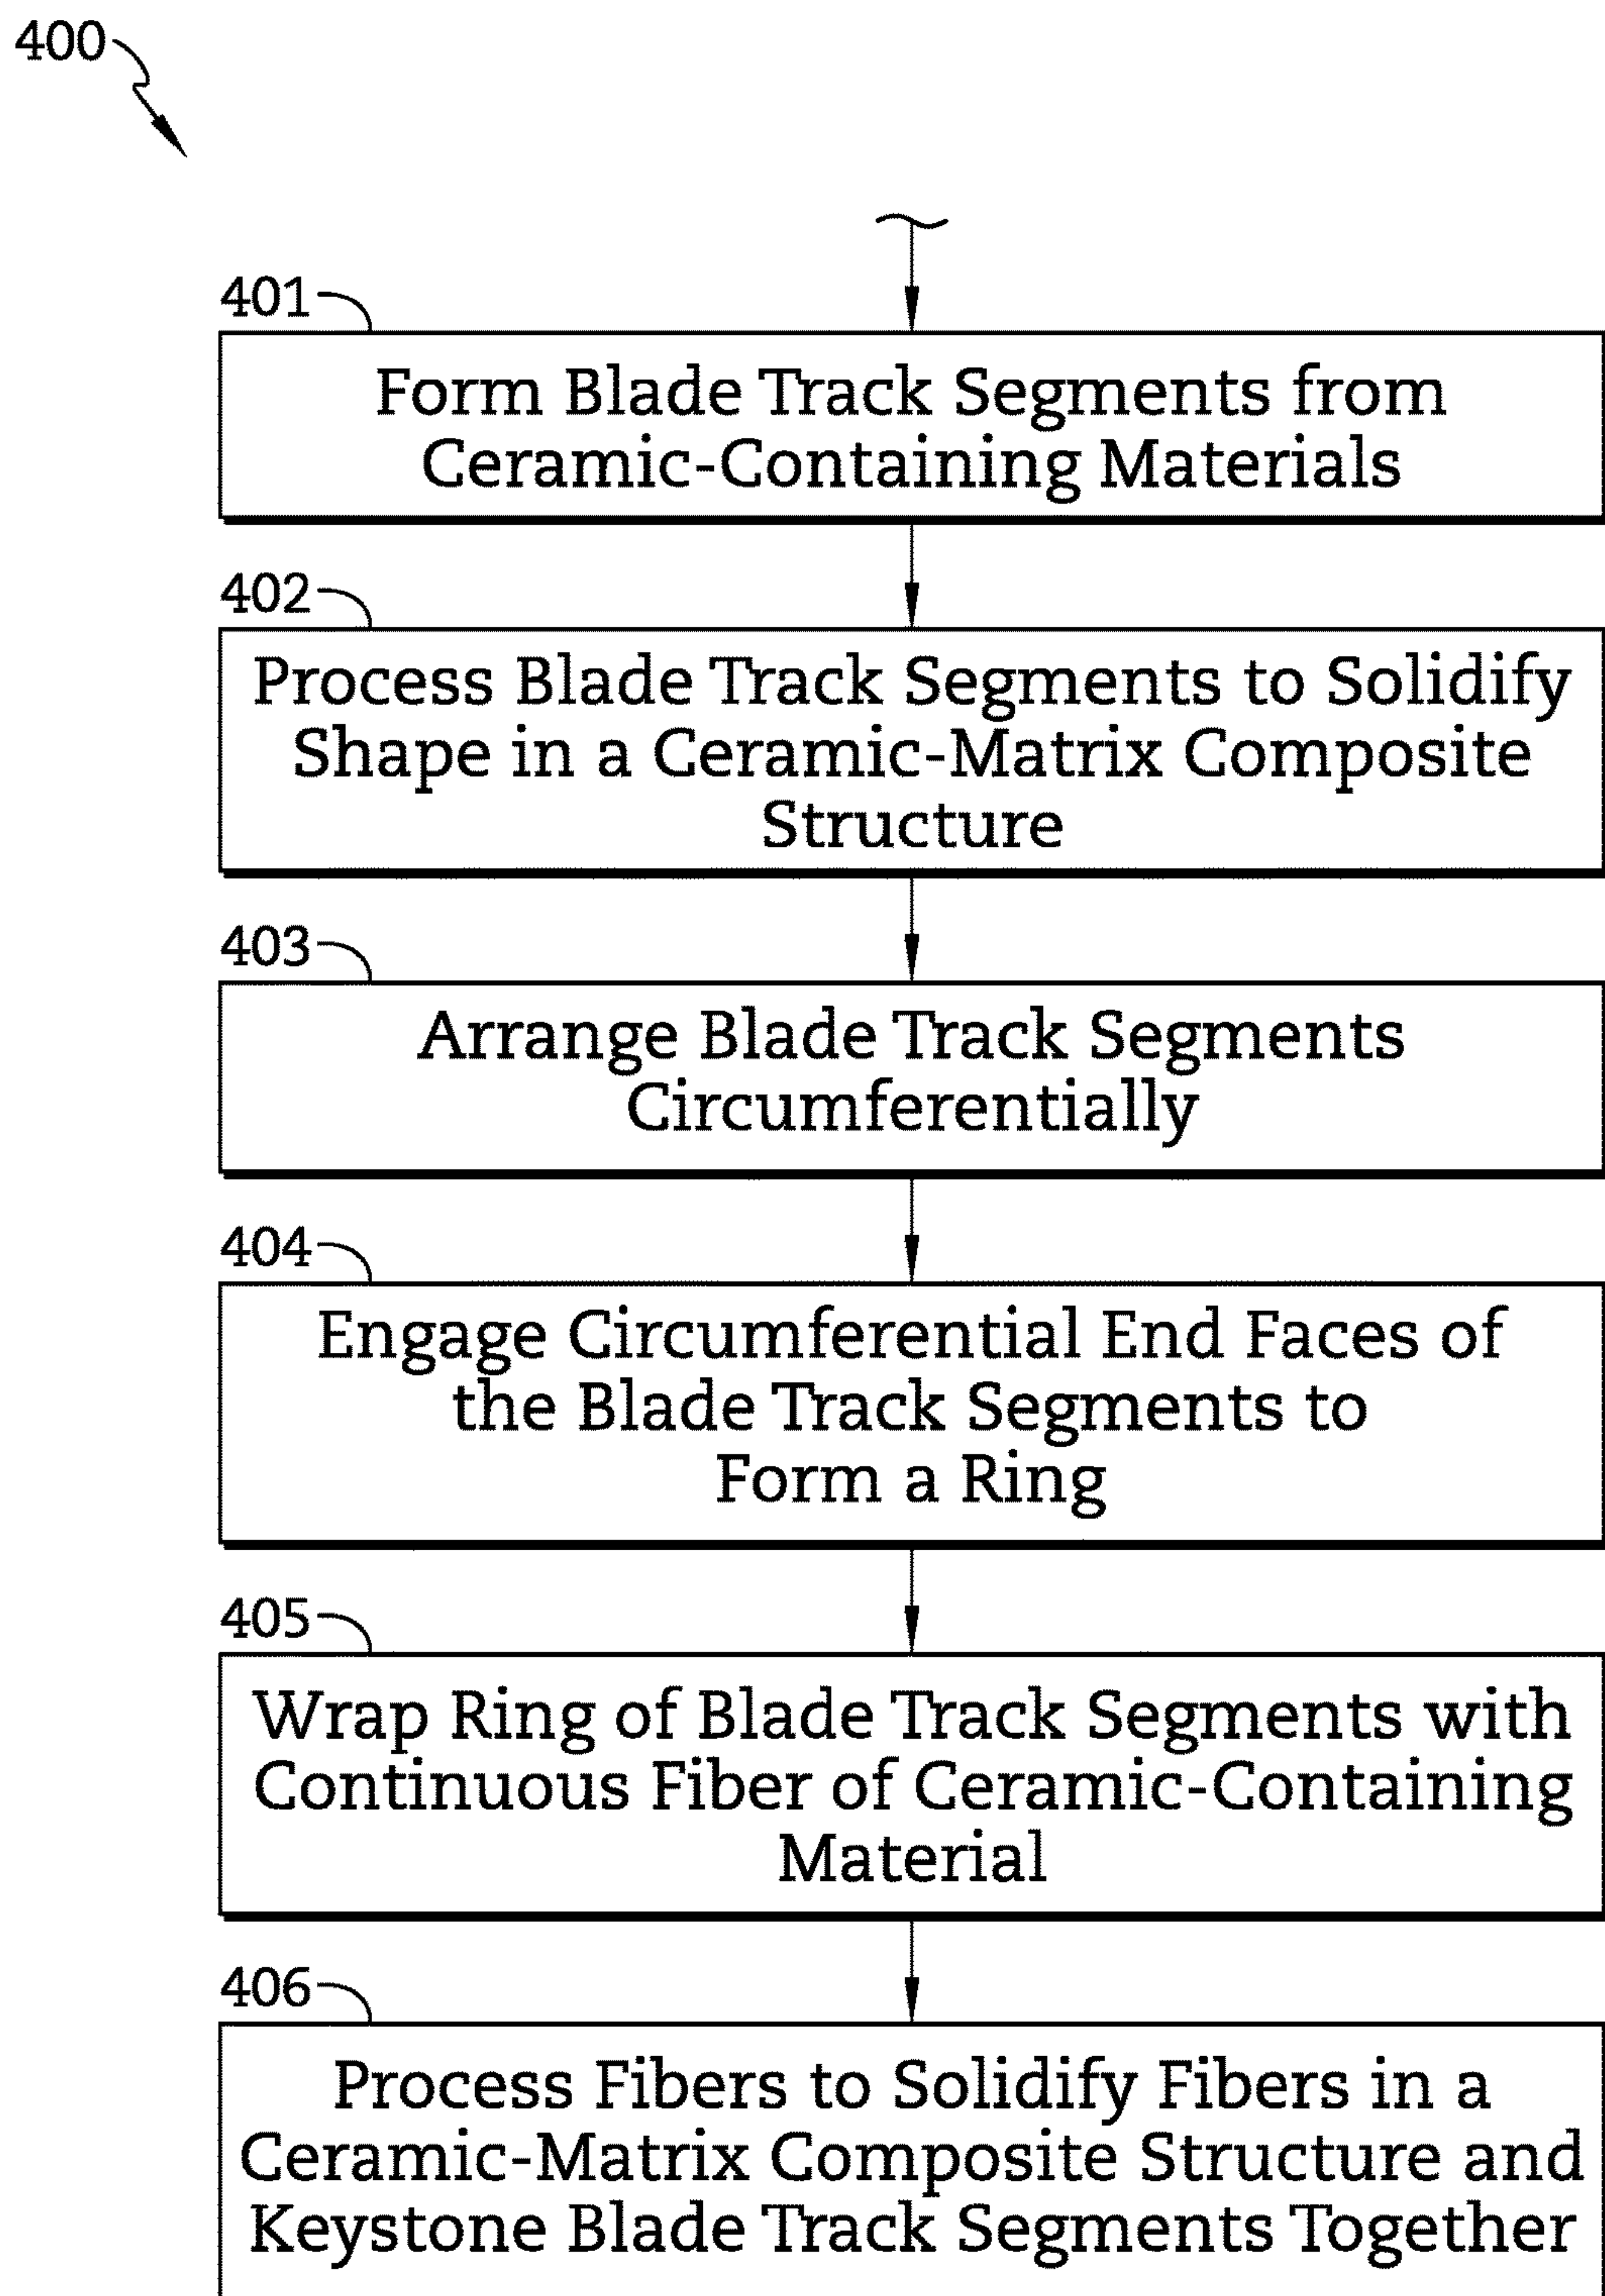 400
401
Form Blade Track Segments from
Ceramic-Containing Materials
402
Process Blade Track Segments to Solidify
Shape in a Ceramic-Matrix Composite
Structure
403
Arrange Blade Track Segments
Circumferentially
404
Engage Circumferential End Faces of
the Blade Track Segments to
Form a Ring
405
Wrap Ring of Blade Track Segments with
Continuous Fiber of Ceramic-Containing
Material
406
Process Fibers to Solidify Fibers in a
Ceramic-Matrix Composite Structure and
Keystone Blade Track Segments Together